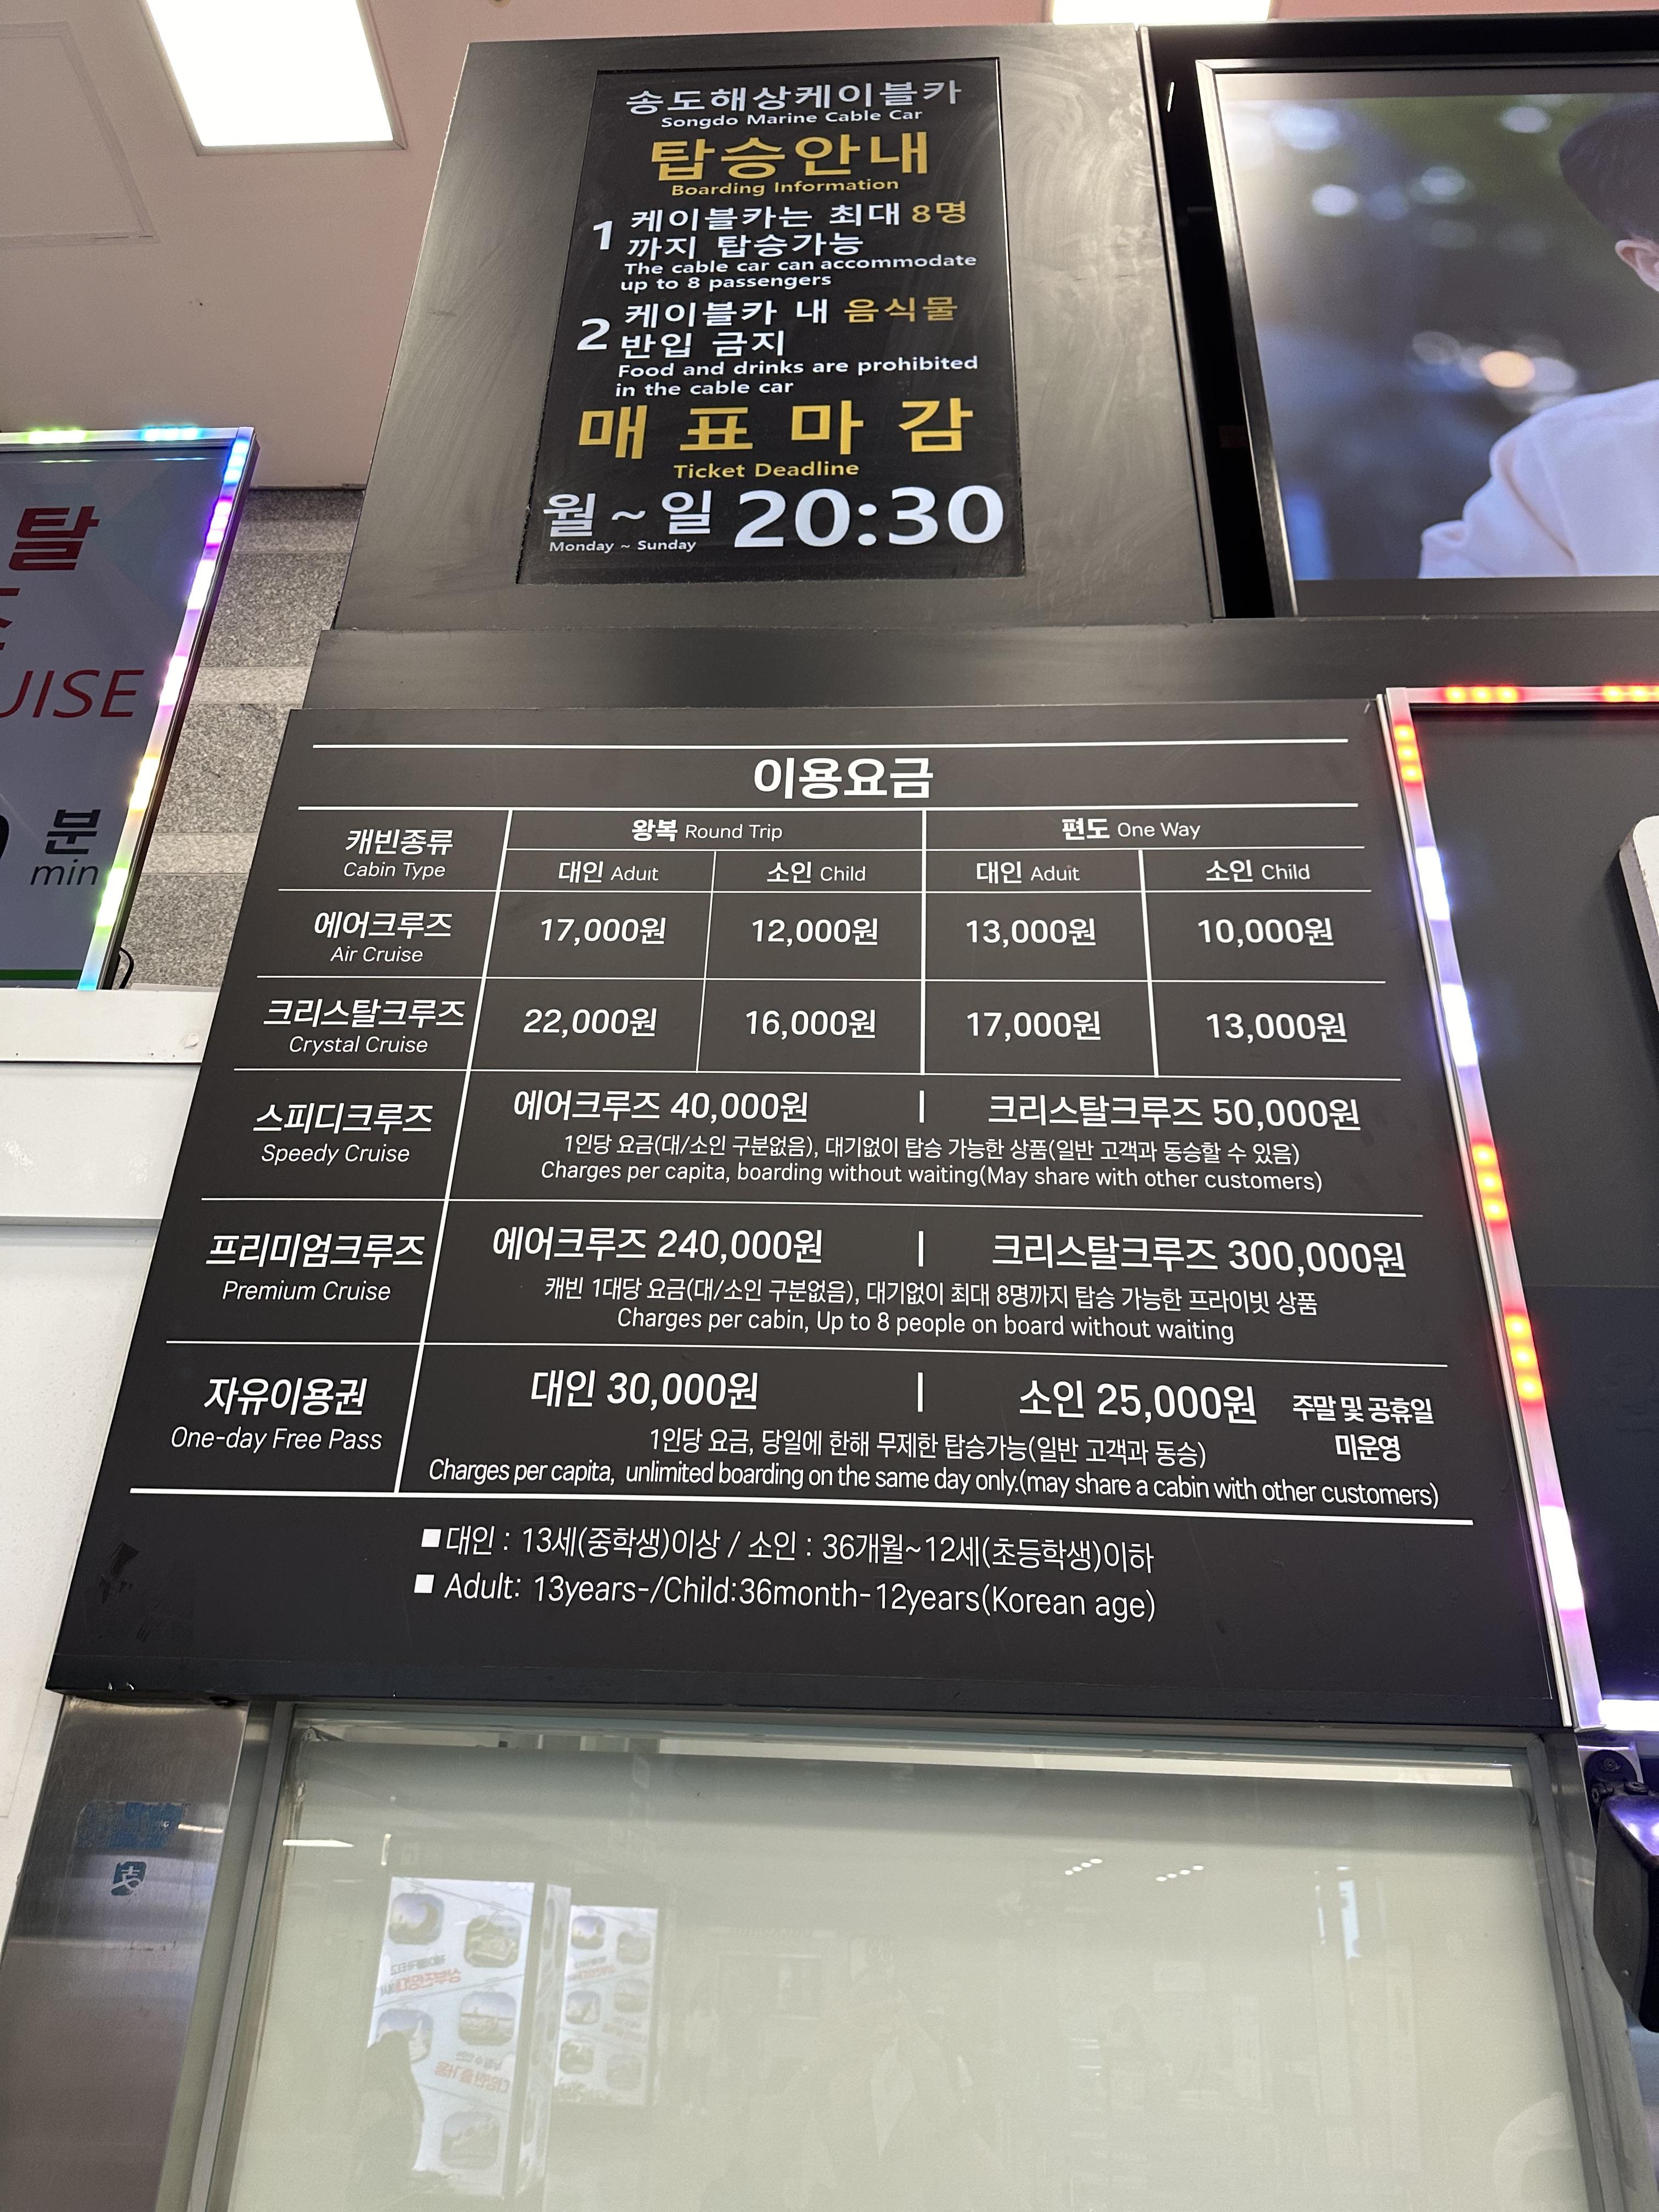 송도해상케이블카
Songdo Marine Cable Car
탑승안내
Boarding Information
1 케이블카는 최대 8명
까지 탑승가능
The cable car can accommodate
up to 8 passengers
2 케이블카 내 음식물
반입 금지
Food and drinks are prohibited
in the cable car
매표마감
Ticket Deadline
월~일 20:30
Monday ~ Sunday
탈
UISE
분
min
이용요금
캐빈종류
Cabin Type
왕복 Round Trip
편도 One Way
대인 Aduit 소인 Child 대인 Aduit 소인 Child
에어크루즈 17,000원 12,000원 13,000원 10,000원
Air Cruise
크리스탈크루즈 22,000원 16,000원 17,000원 13,000원
Crystal Cruise
스피디크루즈
Speedy Cruise
에어크루즈 40,000원 | 크리스탈크루즈 50,000원
1인당 요금(대/소인 구분없음), 대기없이 탑승 가능한 상품(일반 고객과 동승할 수 있음)
Charges per capita, boarding without waiting(May share with other customers)
프리미엄크루즈
Premium Cruise
에어크루즈 240,000원 | 크리스탈크루즈 300,000원
캐빈 1대당 요금(대/소인 구분없음), 대기없이 최대 8명까지 탑승 가능한 프라이빗 상품
Charges per cabin, Up to 8 people on board without waiting
자유이용권
One-day Free Pass
대인 30,000원 | 소인 25,000원
주말 및 공휴일
미운영
1인당 요금, 당일에 한해 무제한 탑승가능(일반 고객과 동승)
Charges per capita, unlimited boarding on the same day only.(may share a cabin with other customers)
■ 대인 : 13세(중학생)이상 / 소인 : 36개월~12세(초등학생)이하
■ Adult: 13years-/Child:36month-12years(Korean age)
支